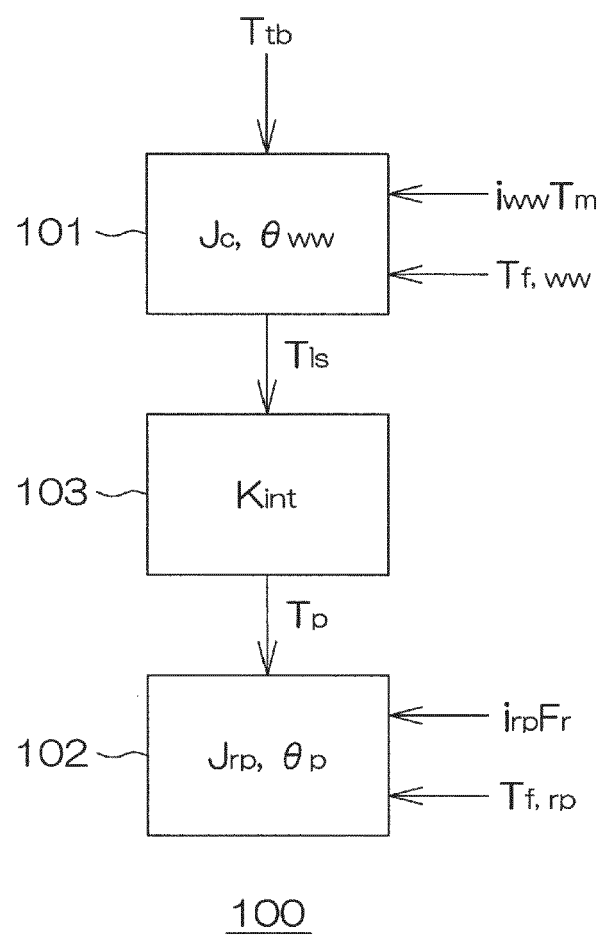 Ttb
101
Jc, θww
iwwTm
Tf, ww
Tls
103
Kint
Tp
102
Jrp, θp
irpFr
Tf, rp
100